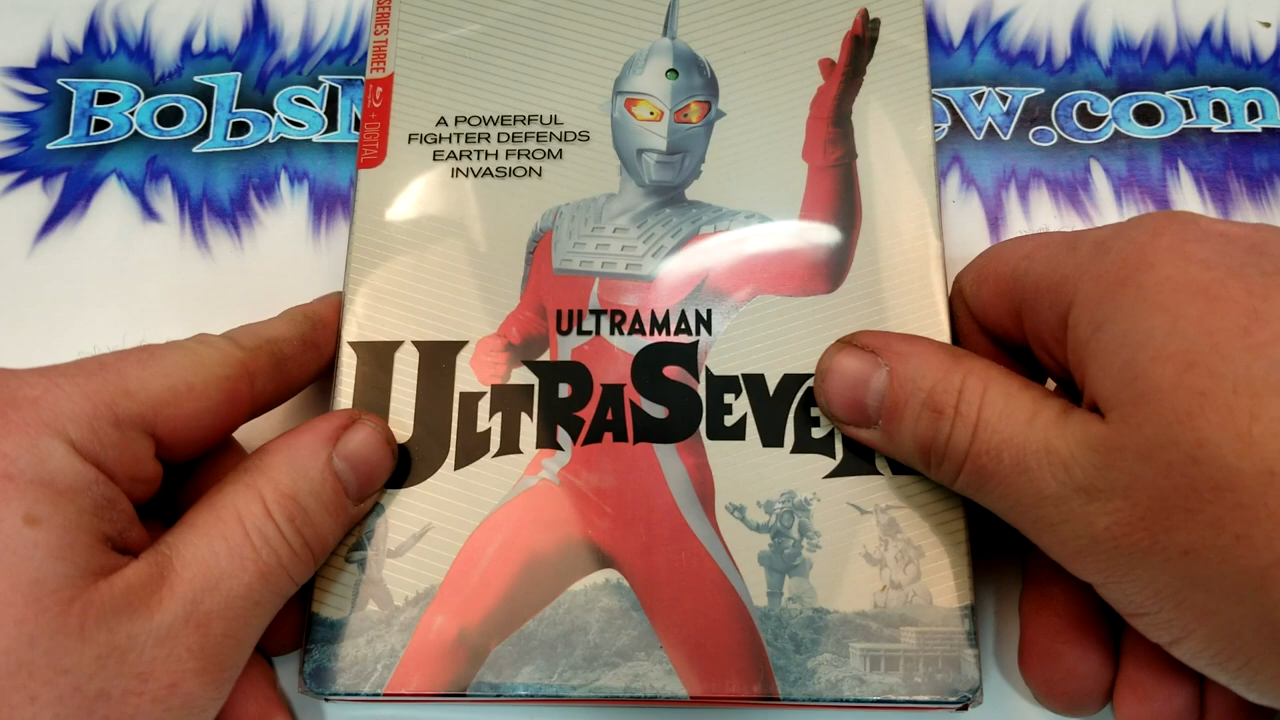 BobsM
ew.com
SERIES THREE
+ DIGITAL
A POWERFUL
FIGHTER DEFENDS
EARTH FROM
INVASION
ULTRAMAN
ULTRASEVEN